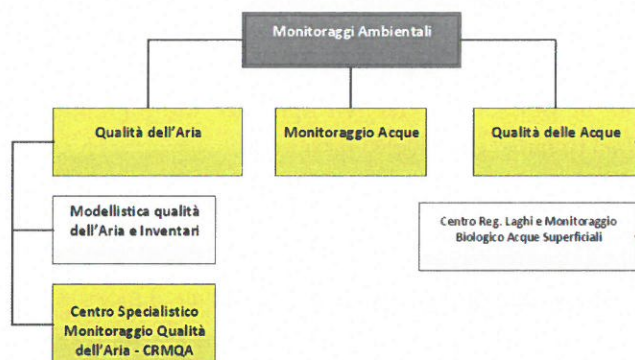 Monitoraggi Ambientali
Qualità dell'Aria
Monitoraggio Acque
Qualità delle Acque
Modellistica qualità
dell'Aria e Inventari
Centro Reg. Laghi e Monitoraggio
Biologico Acque Superficiali
Centro Specialistico
Monitoraggio Qualità
dell'Aria - CRMQA